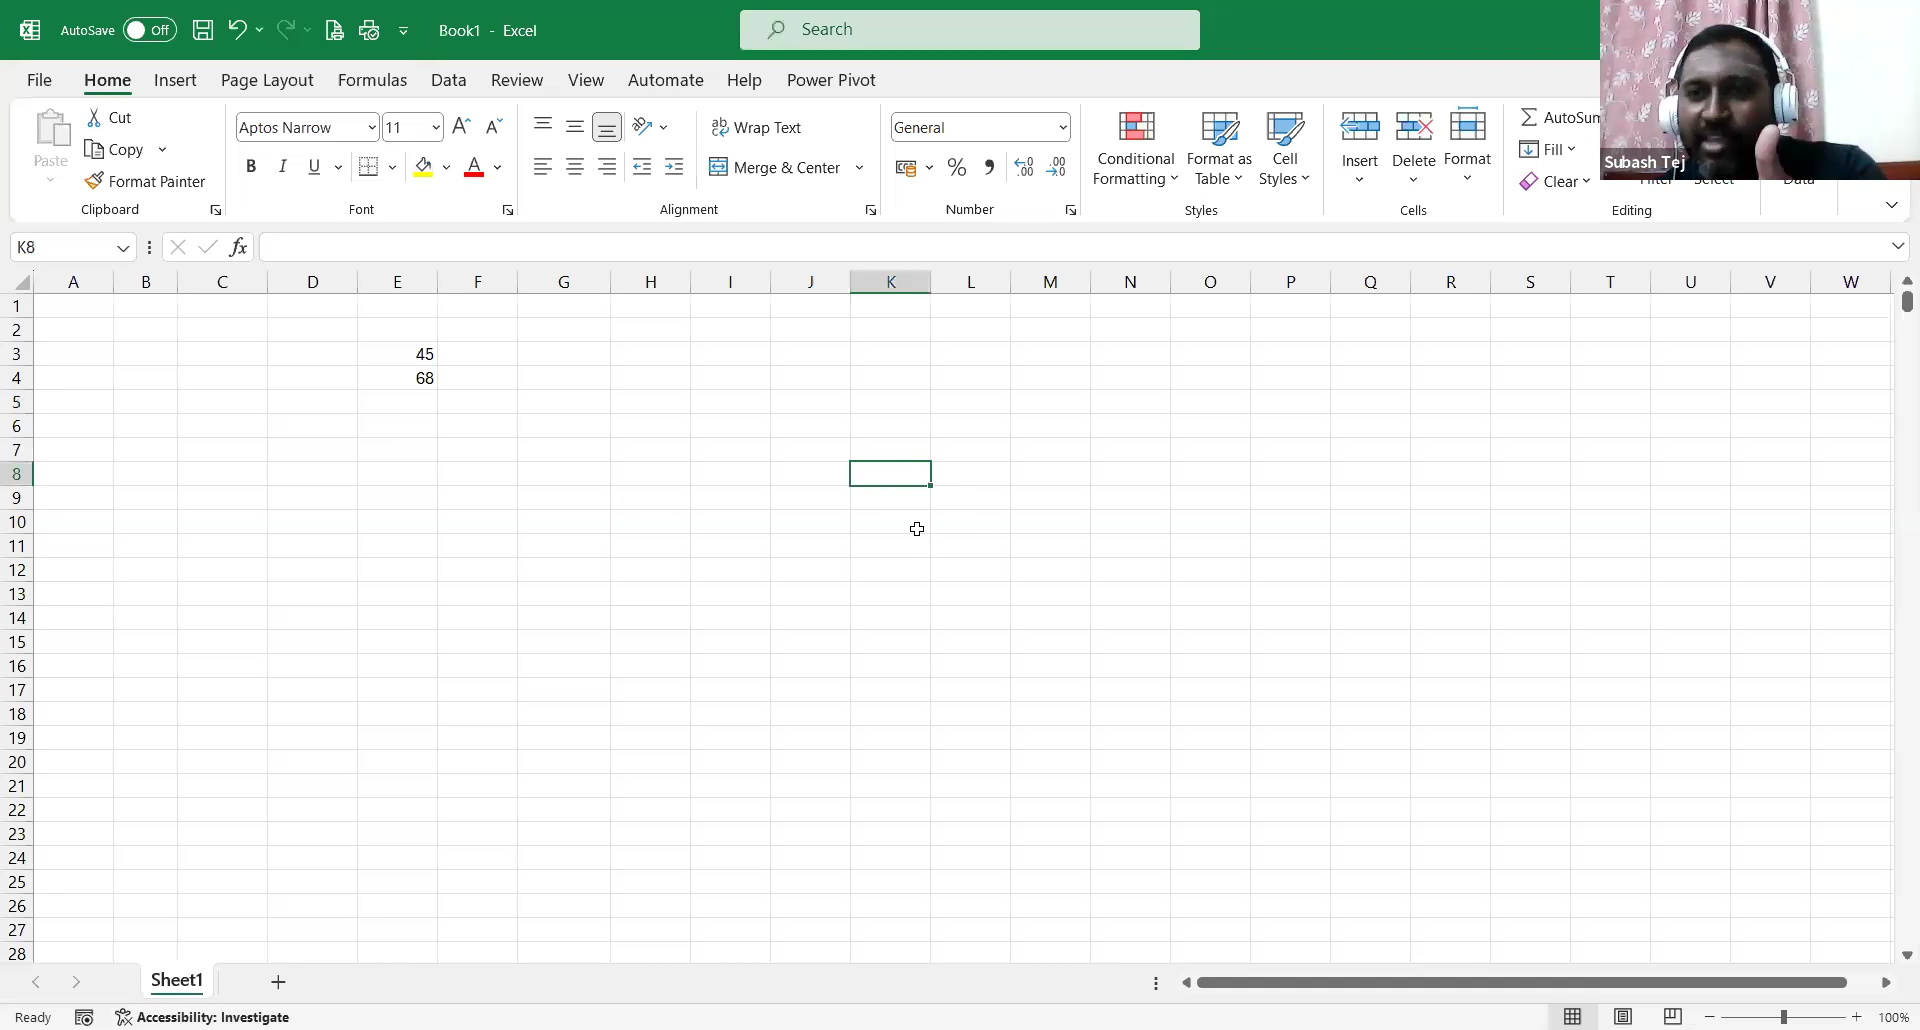 AutoSave Off Book1 - Excel Search
File Home Insert Page Layout Formulas Data Review View Automate Help Power Pivot
Paste Cut Copy Format Painter Clipboard
Aptos Narrow 11 B I U A Font
Wrap Text Merge & Center Alignment
General % Number
Conditional Formatting Format as Table Cell Styles Styles
Insert Delete Format Cells
AutoSum Fill Clear Editing
Subash Tej
K8 fx
A B C D E F G H I J K L M N O P Q R S T U V W
1
2
3 45
4 68
5
6
7
8
9
10
11
12
13
14
15
16
17
18
19
20
21
22
23
24
25
26
27
28
Sheet1
Ready Accessibility: Investigate 100%